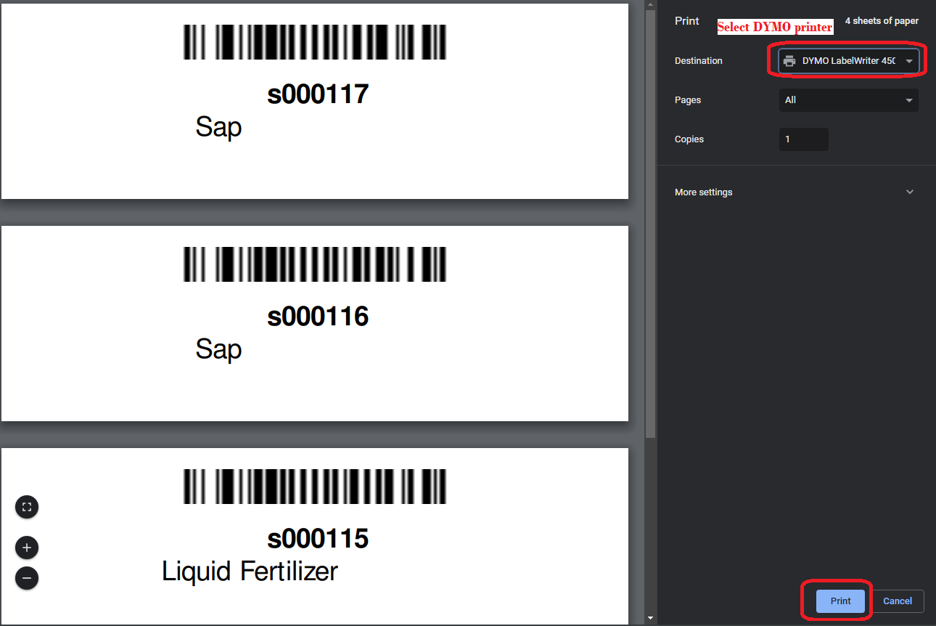 s000117
Sap
s000116
Sap
s000115
Liquid Fertilizer
Print
Select DYMO printer
4 sheets of paper
Destination
DYMO LabelWriter 450
Pages
All
Copies
1
More settings
Print
Cancel